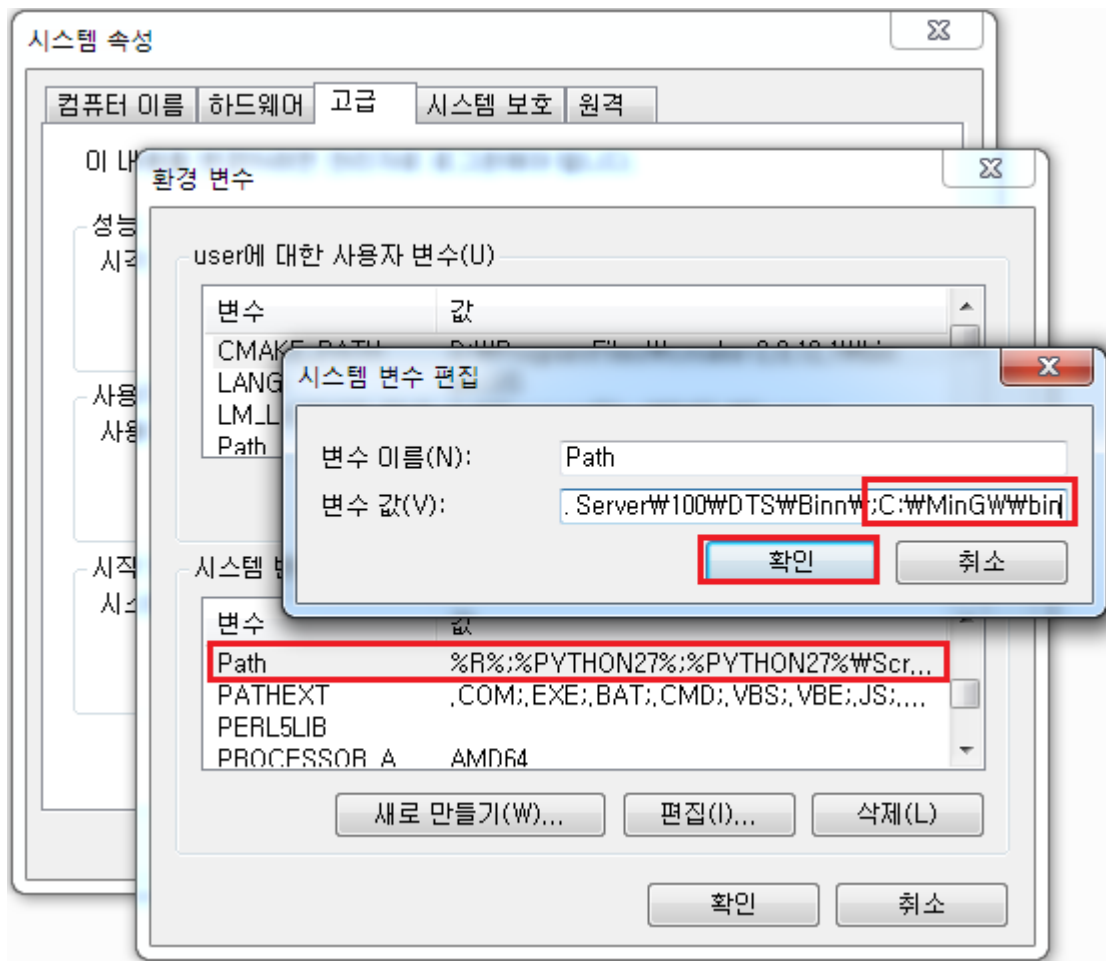 시스템 속성
컴퓨터 이름 하드웨어 고급 시스템 보호 원격
이
환경 변수
성능
user에 대한 사용자 변수(U)
변수 값
LANG
시스템 변수 편집
사용
LM_L
사용
Path
변수 이름(N): Path
변수 값(V): . Server₩100₩DTS₩Binn₩;C:₩MinGW₩bin
확인 취소
시작
시스템
변수 값
Path %R%;%PYTHON27%;%PYTHON27%₩Scr...
PATHEXT .COM;.EXE;.BAT;.CMD;.VBS;.VBE;.JS;....
PERL5LIB
PROCESSOR_A AMD64
새로 만들기(W)... 편집(I)... 삭제(L)
확인 취소